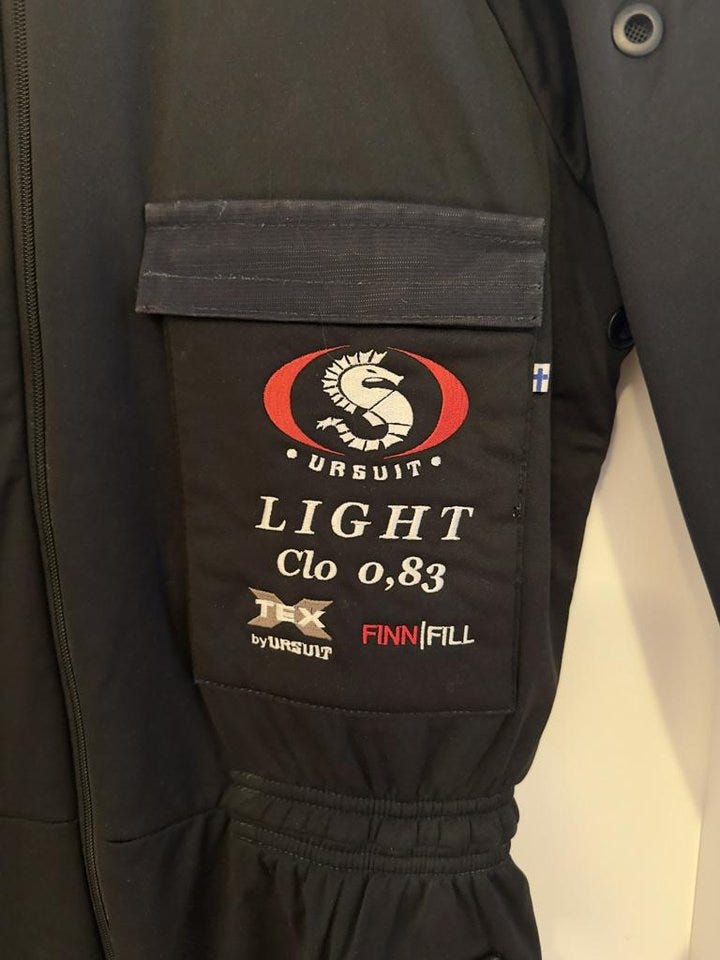 • URSUIT •
LIGHT
Clo 0,83
TEX
by URSUIT
FINN|FILL